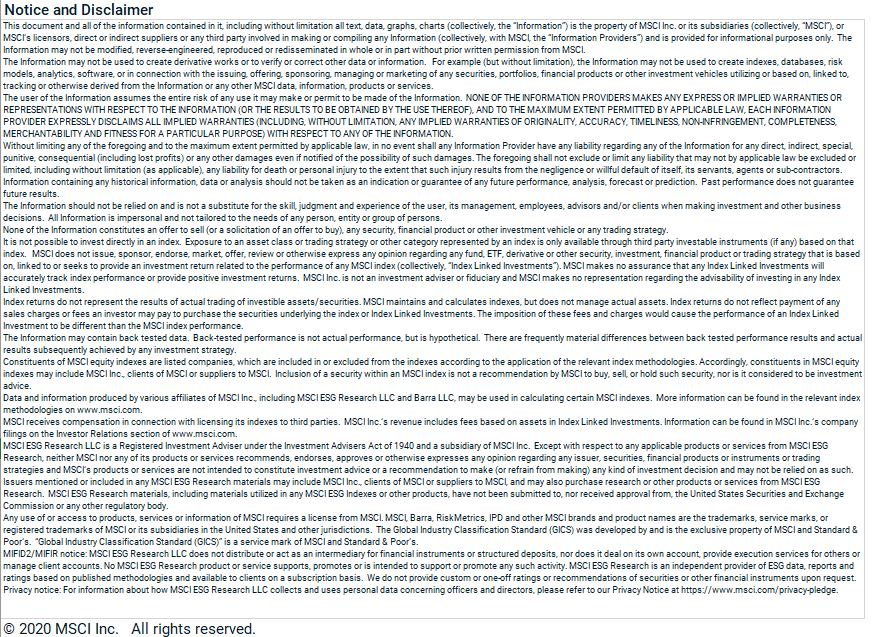 Notice and Disclaimer
This document and all of the information contained in it, including without limitation all text, data, graphs, charts (collectively, the “Information”) is the property of MSCI Inc. or its subsidiaries (collectively, “MSCI”), or
MSCI’s licensors, direct or indirect suppliers or any third party involved in making or compiling any Information (collectively, with MSCI, the “Information Providers”) and is provided for informational purposes only.  The
Information may not be modified, reverse-engineered, reproduced or redisseminated in whole or in part without prior written permission from MSCI.
The Information may not be used to create derivative works or to verify or correct other data or information.   For example (but without limitation), the Information may not be used to create indexes, databases, risk
models, analytics, software, or in connection with the issuing, offering, sponsoring, managing or marketing of any securities, portfolios, financial products or other investment vehicles utilizing or based on, linked to,
tracking or otherwise derived from the Information or any other MSCI data, information, products or services.
The user of the Information assumes the entire risk of any use it may make or permit to be made of the Information.  NONE OF THE INFORMATION PROVIDERS MAKES ANY EXPRESS OR IMPLIED WARRANTIES OR
REPRESENTATIONS WITH RESPECT TO THE INFORMATION (OR THE RESULTS TO BE OBTAINED BY THE USE THEREOF), AND TO THE MAXIMUM EXTENT PERMITTED BY APPLICABLE LAW, EACH INFORMATION
PROVIDER EXPRESSLY DISCLAIMS ALL IMPLIED WARRANTIES (INCLUDING, WITHOUT LIMITATION, ANY IMPLIED WARRANTIES OF ORIGINALITY, ACCURACY, TIMELINESS, NON-INFRINGEMENT, COMPLETENESS,
MERCHANTABILITY AND FITNESS FOR A PARTICULAR PURPOSE) WITH RESPECT TO ANY OF THE INFORMATION.
Without limiting any of the foregoing and to the maximum extent permitted by applicable law, in no event shall any Information Provider have any liability regarding any of the Information for any direct, indirect, special,
punitive, consequential (including lost profits) or any other damages even if notified of the possibility of such damages. The foregoing shall not exclude or limit any liability that may not by applicable law be excluded or
limited, including without limitation (as applicable), any liability for death or personal injury to the extent that such injury results from the negligence or willful default of itself, its servants, agents or sub-contractors.
Information containing any historical information, data or analysis should not be taken as an indication or guarantee of any future performance, analysis, forecast or prediction.  Past performance does not guarantee
future results.
The Information should not be relied on and is not a substitute for the skill, judgment and experience of the user, its management, employees, advisors and/or clients when making investment and other business
decisions.  All Information is impersonal and not tailored to the needs of any person, entity or group of persons.
None of the Information constitutes an offer to sell (or a solicitation of an offer to buy), any security, financial product or other investment vehicle or any trading strategy.
It is not possible to invest directly in an index.  Exposure to an asset class or trading strategy or other category represented by an index is only available through third party investable instruments (if any) based on that
index.   MSCI does not issue, sponsor, endorse, market, offer, review or otherwise express any opinion regarding any fund, ETF, derivative or other security, investment, financial product or trading strategy that is based
on, linked to or seeks to provide an investment return related to the performance of any MSCI index (collectively, “Index Linked Investments”). MSCI makes no assurance that any Index Linked Investments will
accurately track index performance or provide positive investment returns.  MSCI Inc. is not an investment adviser or fiduciary and MSCI makes no representation regarding the advisability of investing in any Index
Linked Investments.
Index returns do not represent the results of actual trading of investible assets/securities. MSCI maintains and calculates indexes, but does not manage actual assets. Index returns do not reflect payment of any
sales charges or fees an investor may pay to purchase the securities underlying the index or Index Linked Investments. The imposition of these fees and charges would cause the performance of an Index Linked
Investment to be different than the MSCI index performance.
The Information may contain back tested data.  Back-tested performance is not actual performance, but is hypothetical.  There are frequently material differences between back tested performance results and actual
results subsequently achieved by any investment strategy.
Constituents of MSCI equity indexes are listed companies, which are included in or excluded from the indexes according to the application of the relevant index methodologies. Accordingly, constituents in MSCI equity
indexes may include MSCI Inc., clients of MSCI or suppliers to MSCI.  Inclusion of a security within an MSCI index is not a recommendation by MSCI to buy, sell, or hold such security, nor is it considered to be investment
advice.
Data and information produced by various affiliates of MSCI Inc., including MSCI ESG Research LLC and Barra LLC, may be used in calculating certain MSCI indexes.  More information can be found in the relevant index
methodologies on www.msci.com.
MSCI receives compensation in connection with licensing its indexes to third parties.  MSCI Inc.’s revenue includes fees based on assets in Index Linked Investments. Information can be found in MSCI Inc.’s company
filings on the Investor Relations section of www.msci.com.
MSCI ESG Research LLC is a Registered Investment Adviser under the Investment Advisers Act of 1940 and a subsidiary of MSCI Inc.  Except with respect to any applicable products or services from MSCI ESG
Research, neither MSCI nor any of its products or services recommends, endorses, approves or otherwise expresses any opinion regarding any issuer, securities, financial products or instruments or trading
strategies and MSCI’s products or services are not intended to constitute investment advice or a recommendation to make (or refrain from making) any kind of investment decision and may not be relied on as such.
Issuers mentioned or included in any MSCI ESG Research materials may include MSCI Inc., clients of MSCI or suppliers to MSCI, and may also purchase research or other products or services from MSCI ESG
Research.  MSCI ESG Research materials, including materials utilized in any MSCI ESG Indexes or other products, have not been submitted to, nor received approval from, the United States Securities and Exchange
Commission or any other regulatory body.
Any use of or access to products, services or information of MSCI requires a license from MSCI. MSCI, Barra, RiskMetrics, IPD and other MSCI brands and product names are the trademarks, service marks, or
registered trademarks of MSCI or its subsidiaries in the United States and other jurisdictions.  The Global Industry Classification Standard (GICS) was developed by and is the exclusive property of MSCI and Standard &
Poor’s.  “Global Industry Classification Standard (GICS)” is a service mark of MSCI and Standard & Poor’s.
MIFID2/MIFIR notice: MSCI ESG Research LLC does not distribute or act as an intermediary for financial instruments or structured deposits, nor does it deal on its own account, provide execution services for others or
manage client accounts. No MSCI ESG Research product or service supports, promotes or is intended to support or promote any such activity. MSCI ESG Research is an independent provider of ESG data, reports and
ratings based on published methodologies and available to clients on a subscription basis.  We do not provide custom or one-off ratings or recommendations of securities or other financial instruments upon request.
Privacy notice: For information about how MSCI ESG Research LLC collects and uses personal data concerning officers and directors, please refer to our Privacy Notice at https://www.msci.com/privacy-pledge.
© 2020 MSCI Inc.   All rights reserved.